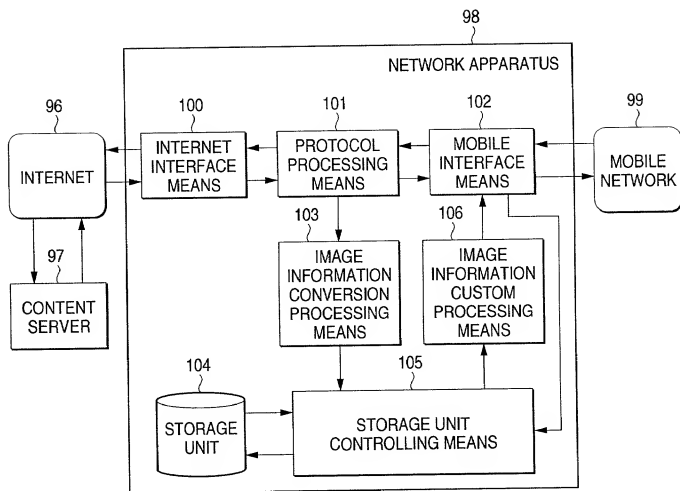 98
NETWORK APPARATUS
96
INTERNET
100
INTERNET
INTERFACE
MEANS
101
PROTOCOL
PROCESSING
MEANS
102
MOBILE
INTERFACE
MEANS
99
MOBILE
NETWORK
97
CONTENT
SERVER
103
IMAGE
INFORMATION
CONVERSION
PROCESSING
MEANS
106
IMAGE
INFORMATION
CUSTOM
PROCESSING
MEANS
104
STORAGE
UNIT
105
STORAGE UNIT
CONTROLLING MEANS